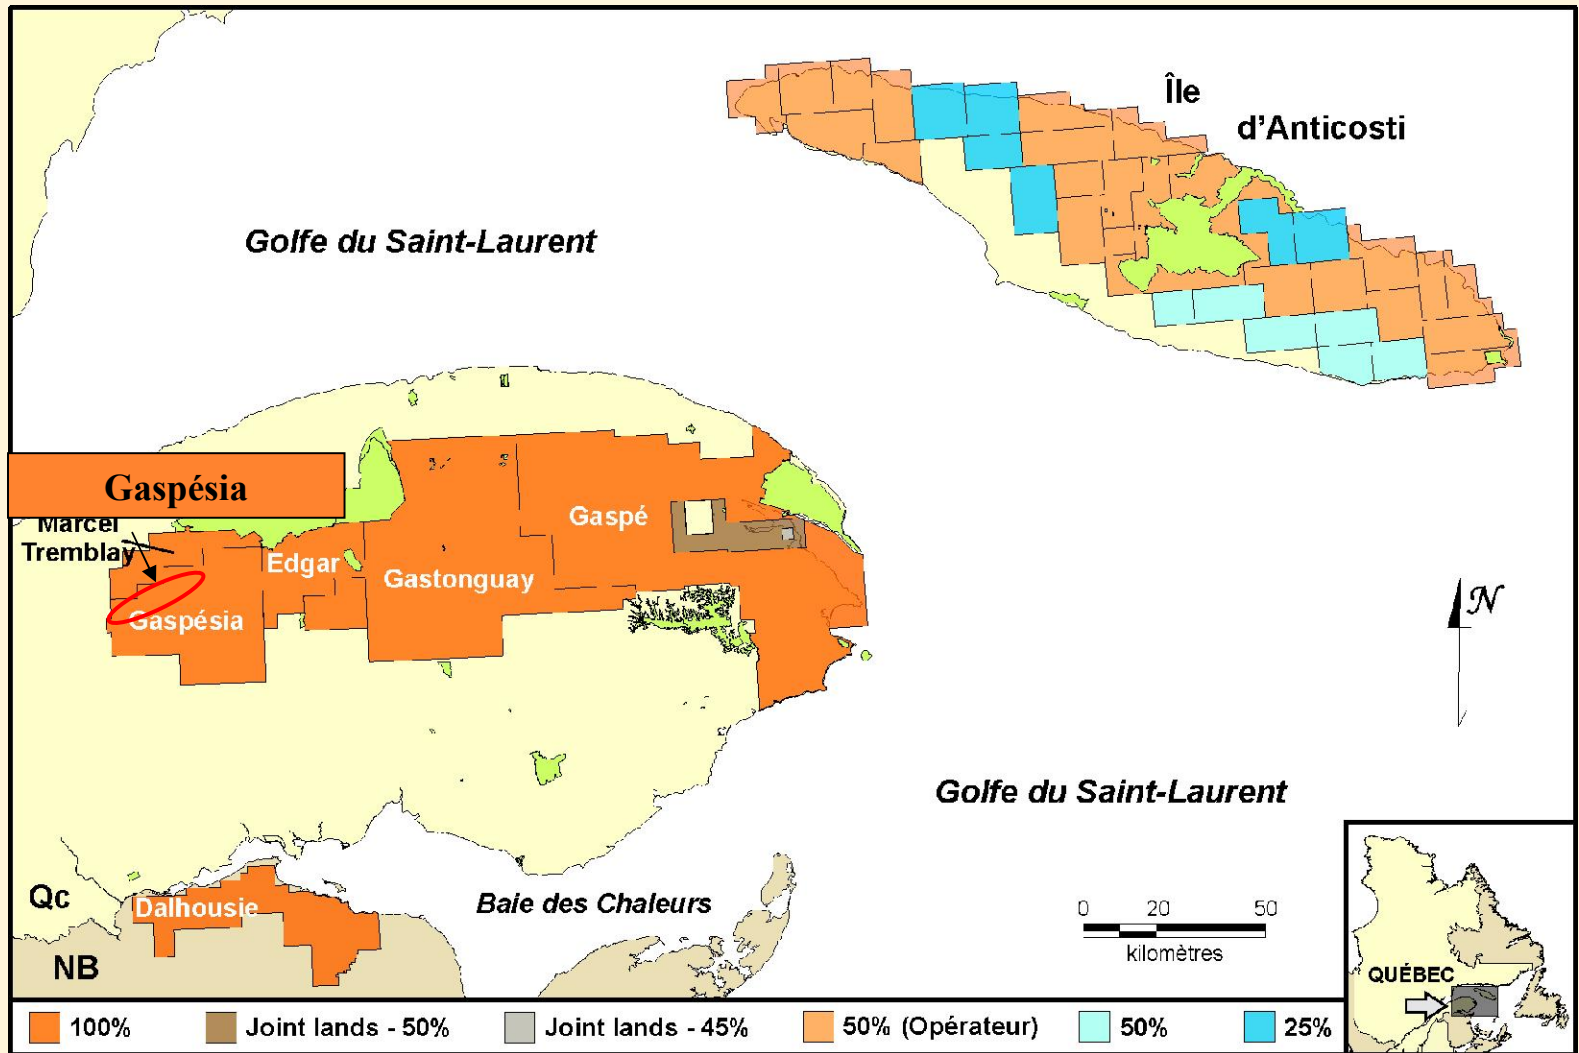 Île
d'Anticosti
Golfe du Saint-Laurent
Gaspésia
Marcel
Tremblay
Gaspé
Edgar
Gastonguay
Gaspésia
N
Golfe du Saint-Laurent
Qc
Dalhousie
Baie des Chaleurs
0 20 50
kilomètres
NB
QUÉBEC
100% Joint lands - 50% Joint lands - 45% 50% (Opérateur) 50% 25%